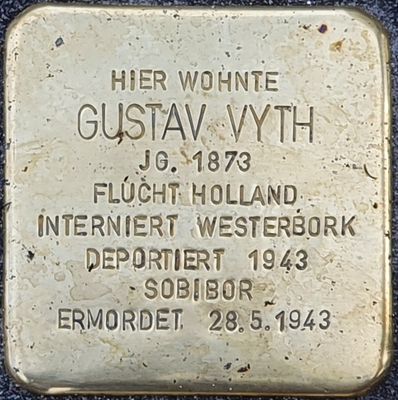 HIER WOHNTE
GUSTAV VYTH
JG. 1873
FLUCHT HOLLAND
INTERNIERT WESTERBORK
DEPORTIERT 1943
SOBIBOR
ERMORDET 28.5.1943